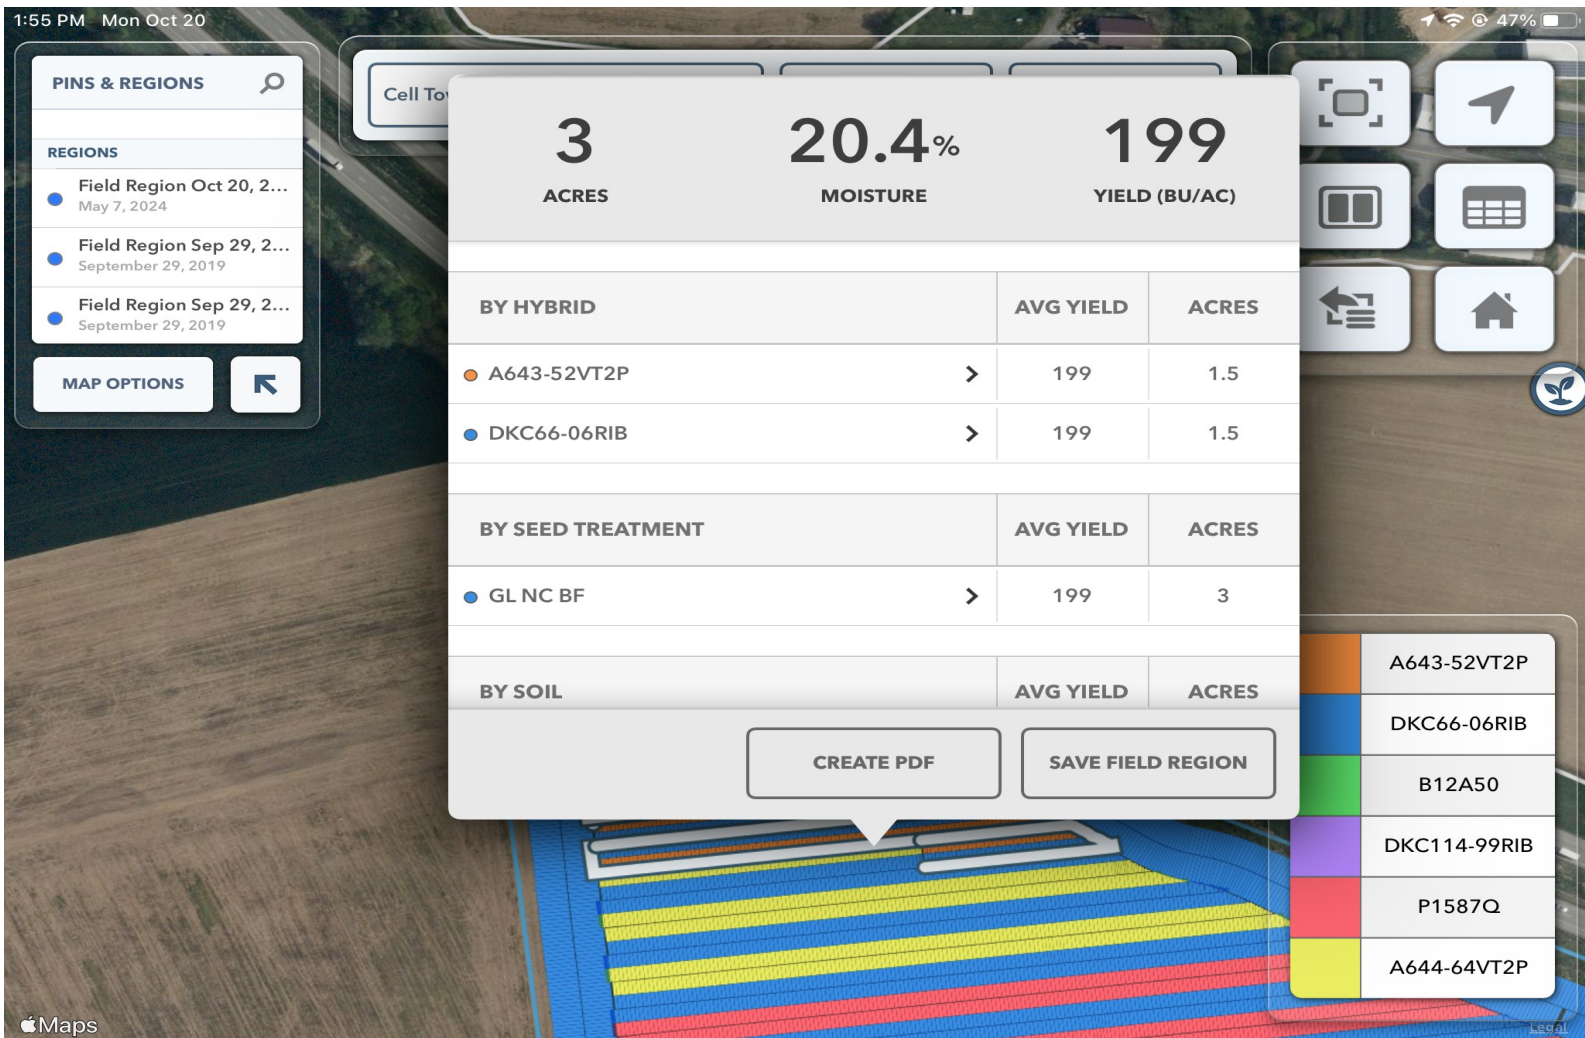 1:55 PM Mon Oct 20
47%
PINS & REGIONS
REGIONS
Field Region Oct 20, 2...
May 7, 2024
Field Region Sep 29, 2...
September 29, 2019
Field Region Sep 29, 2...
September 29, 2019
MAP OPTIONS
Cell
3
20.4%
199
ACRES
MOISTURE
YIELD (BU/AC)
BY HYBRID AVG YIELD ACRES
A643-52VT2P 199 1.5
DKC66-06RIB 199 1.5
BY SEED TREATMENT AVG YIELD ACRES
GL NC BF 199 3
BY SOIL AVG YIELD ACRES
CREATE PDF
SAVE FIELD REGION
A643-52VT2P
DKC66-06RIB
B12A50
DKC114-99RIB
P1587Q
A644-64VT2P
Maps
Legal